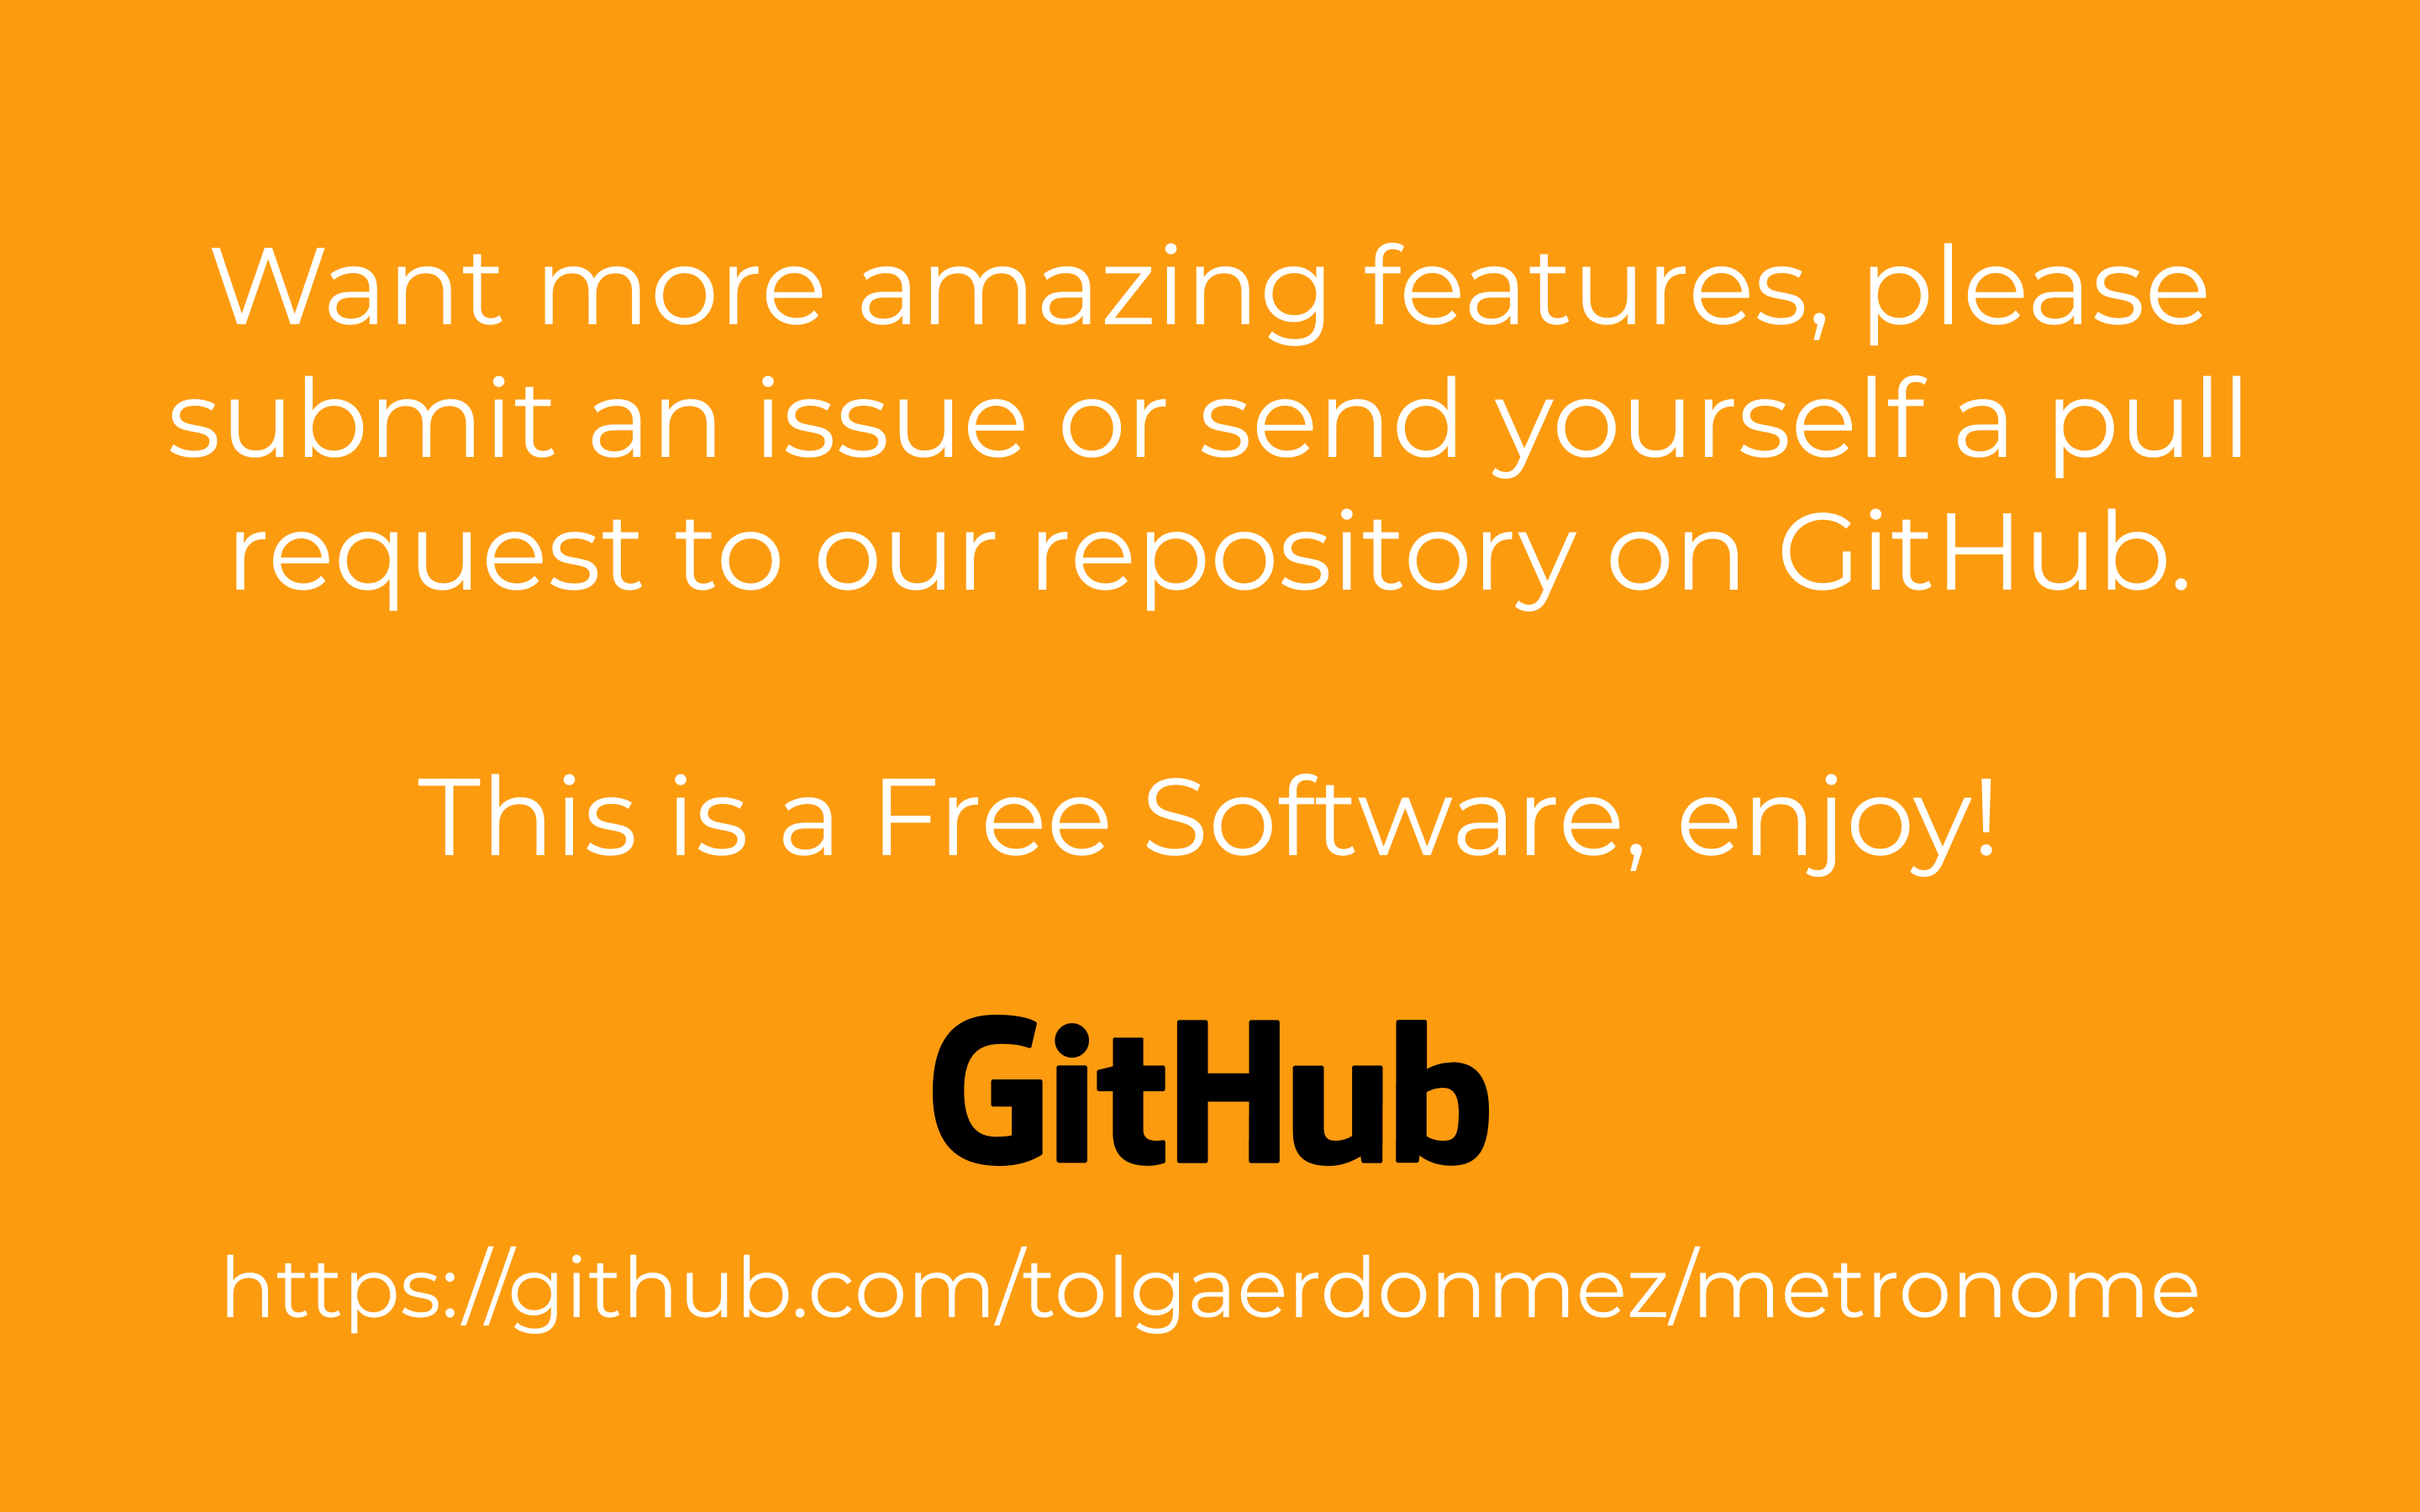 Want more amazing features, please
submit an issue or send yourself a pull
request to our repository on GitHub.
This is a Free Software, enjoy!
GitHub
https://github.com/tolgaerdonmez/metronome